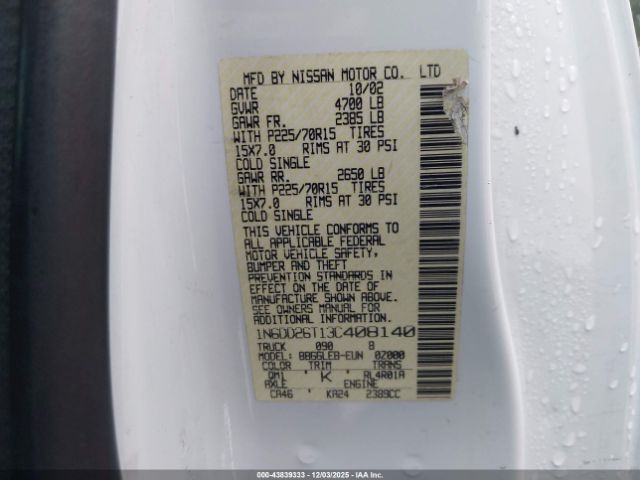 MFD BY NISSAN MOTOR CO. LTD
DATE 10/02
GVWR 4700 LB
GAWR FR. 2385 LB
WITH P225/70R15 TIRES
15X7.0 RIMS AT 30 PSI
COLD SINGLE
GAWR RR. 2650 LB
WITH P225/70R15 TIRES
15X7.0 RIMS AT 30 PSI
COLD SINGLE
THIS VEHICLE CONFORMS TO
ALL APPLICABLE FEDERAL
MOTOR VEHICLE SAFETY,
BUMPER AND THEFT
PREVENTION STANDARDS IN
EFFECT ON THE DATE OF
MANUFACTURE SHOWN ABOVE.
SEE OWNERS MANUAL FOR
ADDITIONAL INFORMATION
1N6DD26T13C408140
TRUCK 090 8
MODEL: BBGGLEB-EUN 0Z000
COLOR TRIM TRANS
QM1 K RL4R01A
AXLE ENGINE
CA46 KA24 2389CC
000-43839333 - 12/03/2025 - IAAI.COM